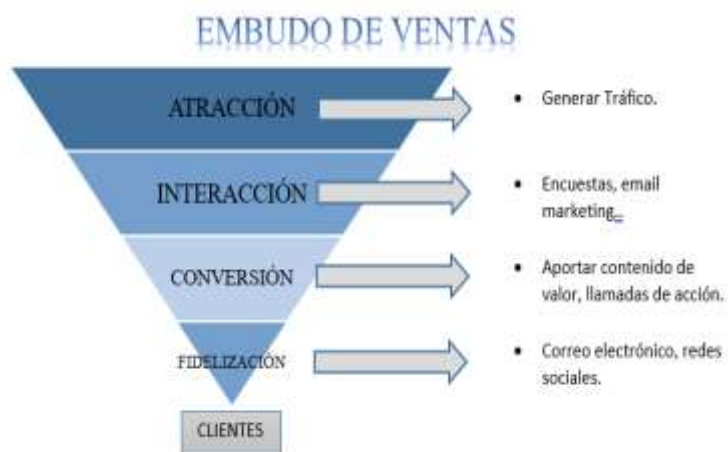 EMBUDO DE VENTAS
ATRACCIÓN
• Generar Tráfico.
INTERACCIÓN
• Encuestas, email
marketing
CONVERSIÓN
• Aportar contenido de
valor, llamadas de acción.
FIDELIZACIÓN
• Correo electrónico, redes
sociales.
CLIENTES